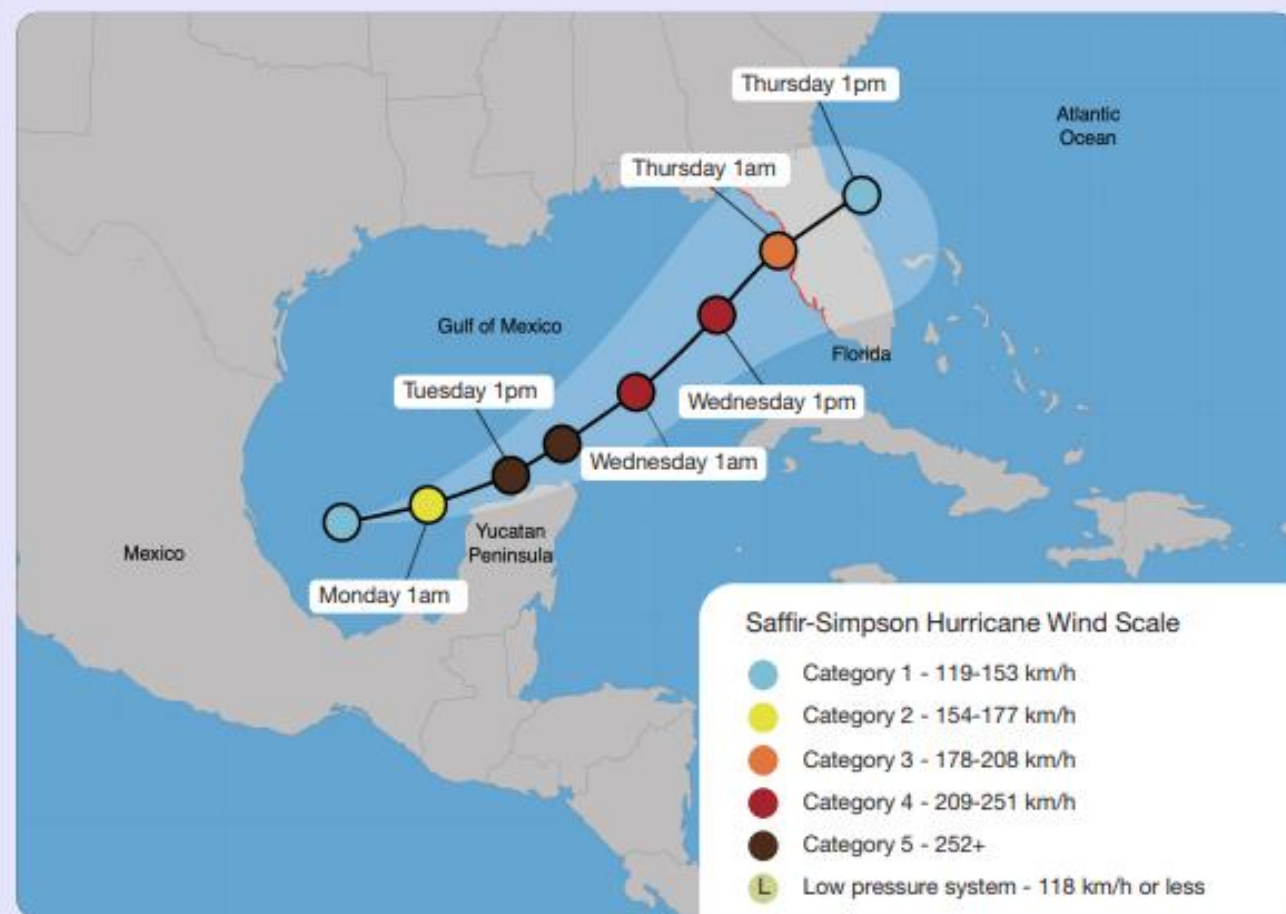 Thursday 1pm
Atlantic
Ocean
Thursday 1am
Gulf of Mexico
Florida
Tuesday 1pm
Wednesday 1pm
Wednesday 1am
Yucatan
Peninsula
Mexico
Monday 1am
Saffir-Simpson Hurricane Wind Scale
Category 1 - 119-153 km/h
Category 2 - 154-177 km/h
Category 3 - 178-208 km/h
Category 4 - 209-251 km/h
Category 5 - 252+
L Low pressure system - 118 km/h or less